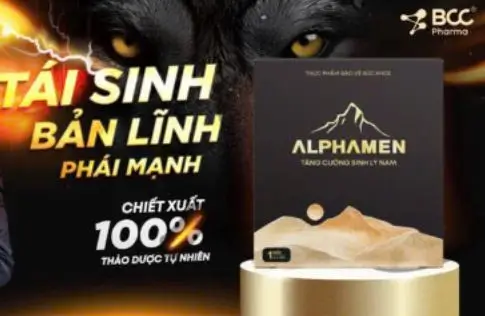 BCC®
Pharma
TÁI SINH
BẢN LĨNH
PHÁI MẠNH
CHIẾT XUẤT
100%
THẢO DƯỢC TỰ NHIÊN
THỰC PHẨM BẢO VỆ SỨC KHỎE
ALPHAMEN
TĂNG CƯỜNG SINH LÝ NAM
1